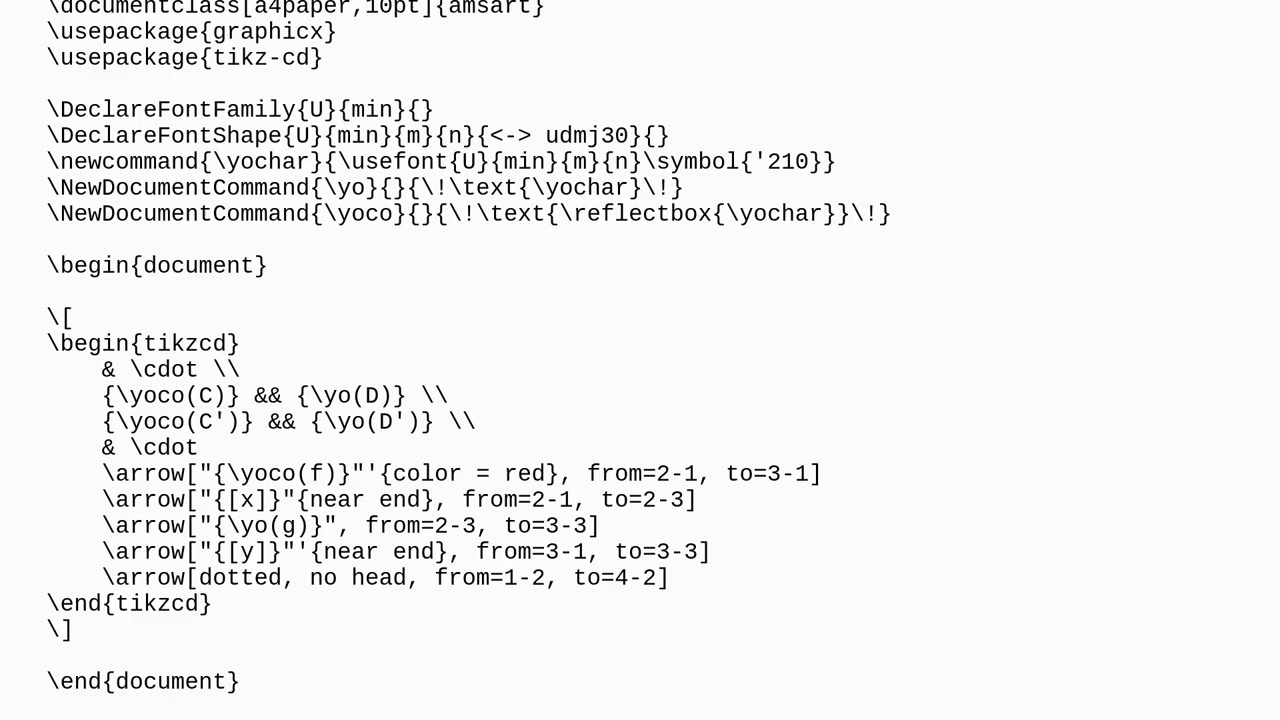 \documentclass[a4paper,10pt]{amsart}
\usepackage{graphicx}
\usepackage{tikz-cd}

\DeclareFontFamily{U}{min}{}
\DeclareFontShape{U}{min}{m}{n}{<-> udmj30}{}
\newcommand{\yochar}{\usefont{U}{min}{m}{n}\symbol{'210}}
\NewDocumentCommand{\yo}{}{\!\text{\yochar}\!}
\NewDocumentCommand{\yoco}{}{\!\text{\reflectbox{\yochar}}\!}

\begin{document}

\[
\begin{tikzcd}
    & \cdot \\
    {\yoco(C)} && {\yo(D)} \\
    {\yoco(C')} && {\yo(D')} \\
    & \cdot
    \arrow["{\yoco(f)}"'{color = red}, from=2-1, to=3-1]
    \arrow["{[x]}"{near end}, from=2-1, to=2-3]
    \arrow["{\yo(g)}", from=2-3, to=3-3]
    \arrow["{[y]}"'{near end}, from=3-1, to=3-3]
    \arrow[dotted, no head, from=1-2, to=4-2]
\end{tikzcd}
\]

\end{document}